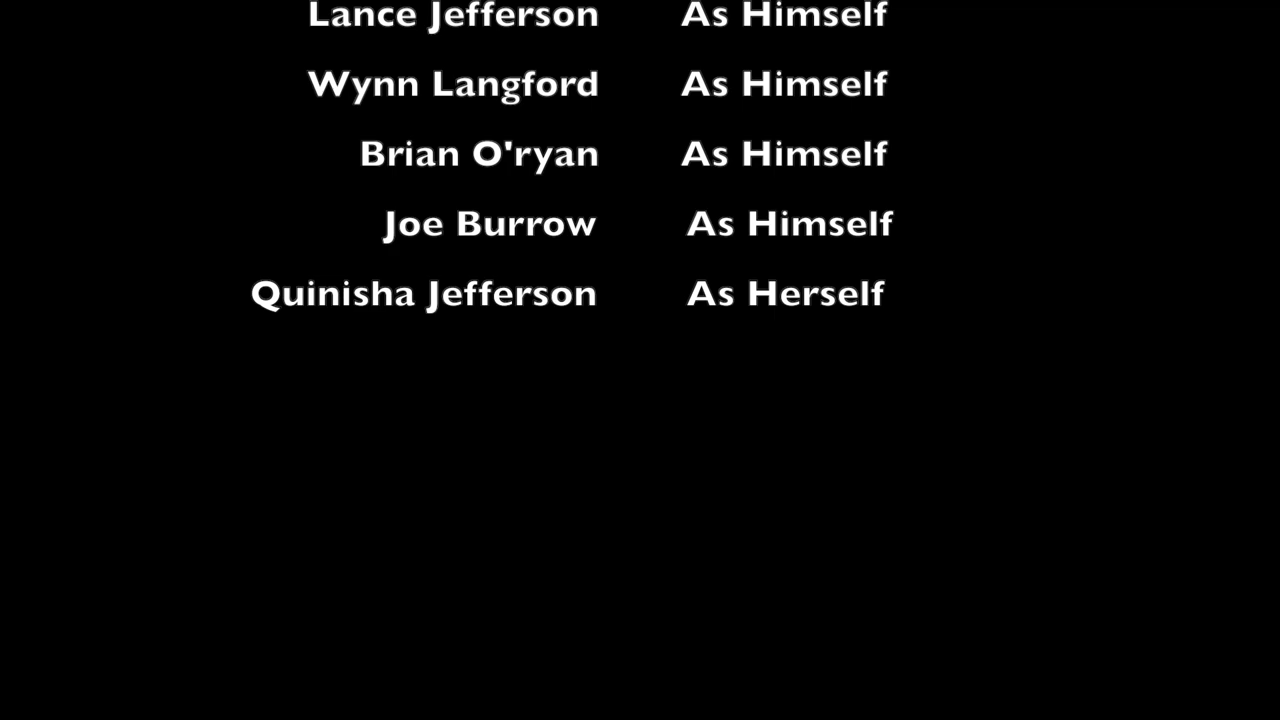 Lance Jefferson As Himself
Wynn Langford As Himself
Brian O'ryan As Himself
Joe Burrow As Himself
Quinisha Jefferson As Herself